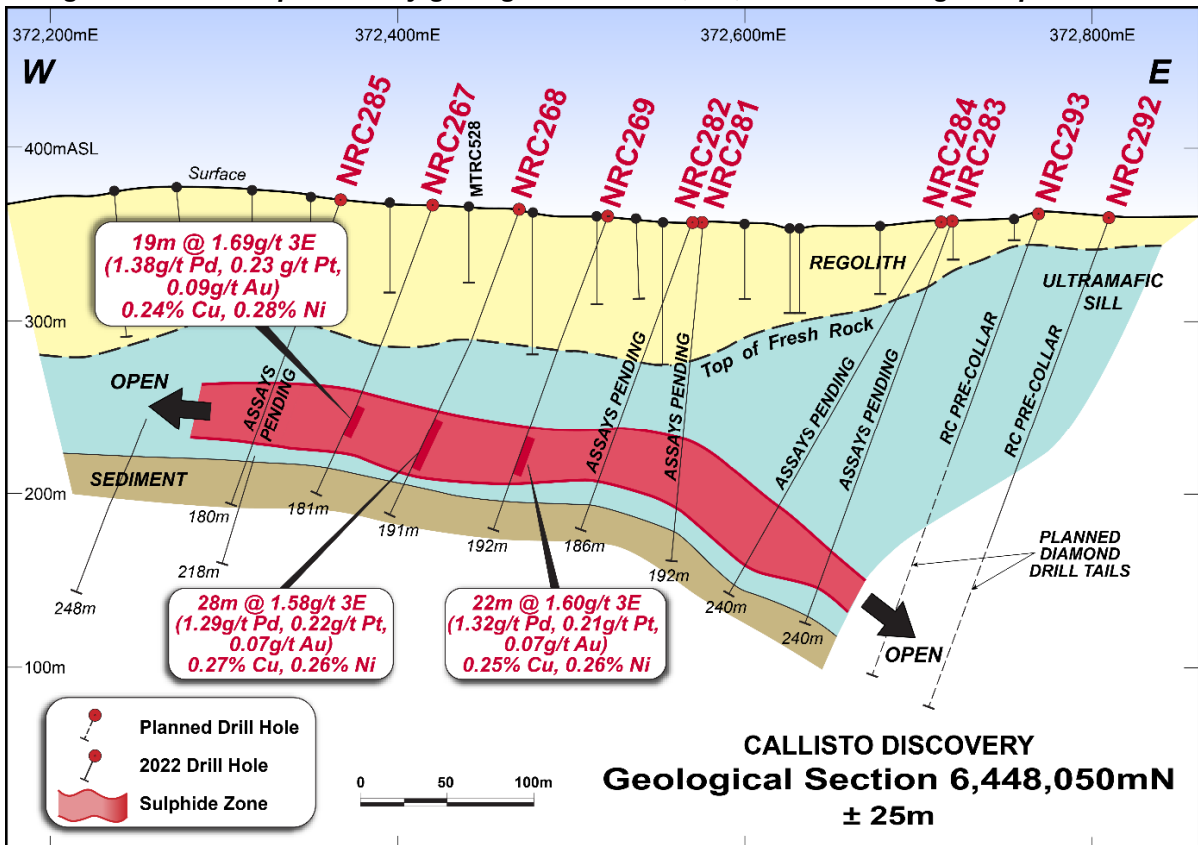 372,200mE
372,400mE
372,600mE
372,800mE
W
E
NRC285
NRC267
NRC268
NRC269
NRC282
NRC281
NRC284
NRC283
NRC293
NRC292
MTRC528
400mASL
Surface
19m @ 1.69g/t 3E
(1.38g/t Pd, 0.23 g/t Pt,
0.09g/t Au)
0.24% Cu, 0.28% Ni
REGOLITH
ULTRAMAFIC
SILL
300m
Top of Fresh Rock
OPEN
ASSAYS
PENDING
ASSAYS PENDING
ASSAYS PENDING
ASSAYS PENDING
ASSAYS PENDING
RC PRE-COLLAR
RC PRE-COLLAR
SEDIMENT
200m
180m
181m
191m
192m
186m
192m
218m
248m
240m
240m
PLANNED
DIAMOND
DRILL TAILS
28m @ 1.58g/t 3E
(1.29g/t Pd, 0.22g/t Pt,
0.07g/t Au)
0.27% Cu, 0.26% Ni
22m @ 1.60g/t 3E
(1.32g/t Pd, 0.21g/t Pt,
0.07g/t Au)
0.25% Cu, 0.26% Ni
OPEN
100m
Planned Drill Hole
2022 Drill Hole
Sulphide Zone
0
50
100m
CALLISTO DISCOVERY
Geological Section 6,448,050mN
± 25m